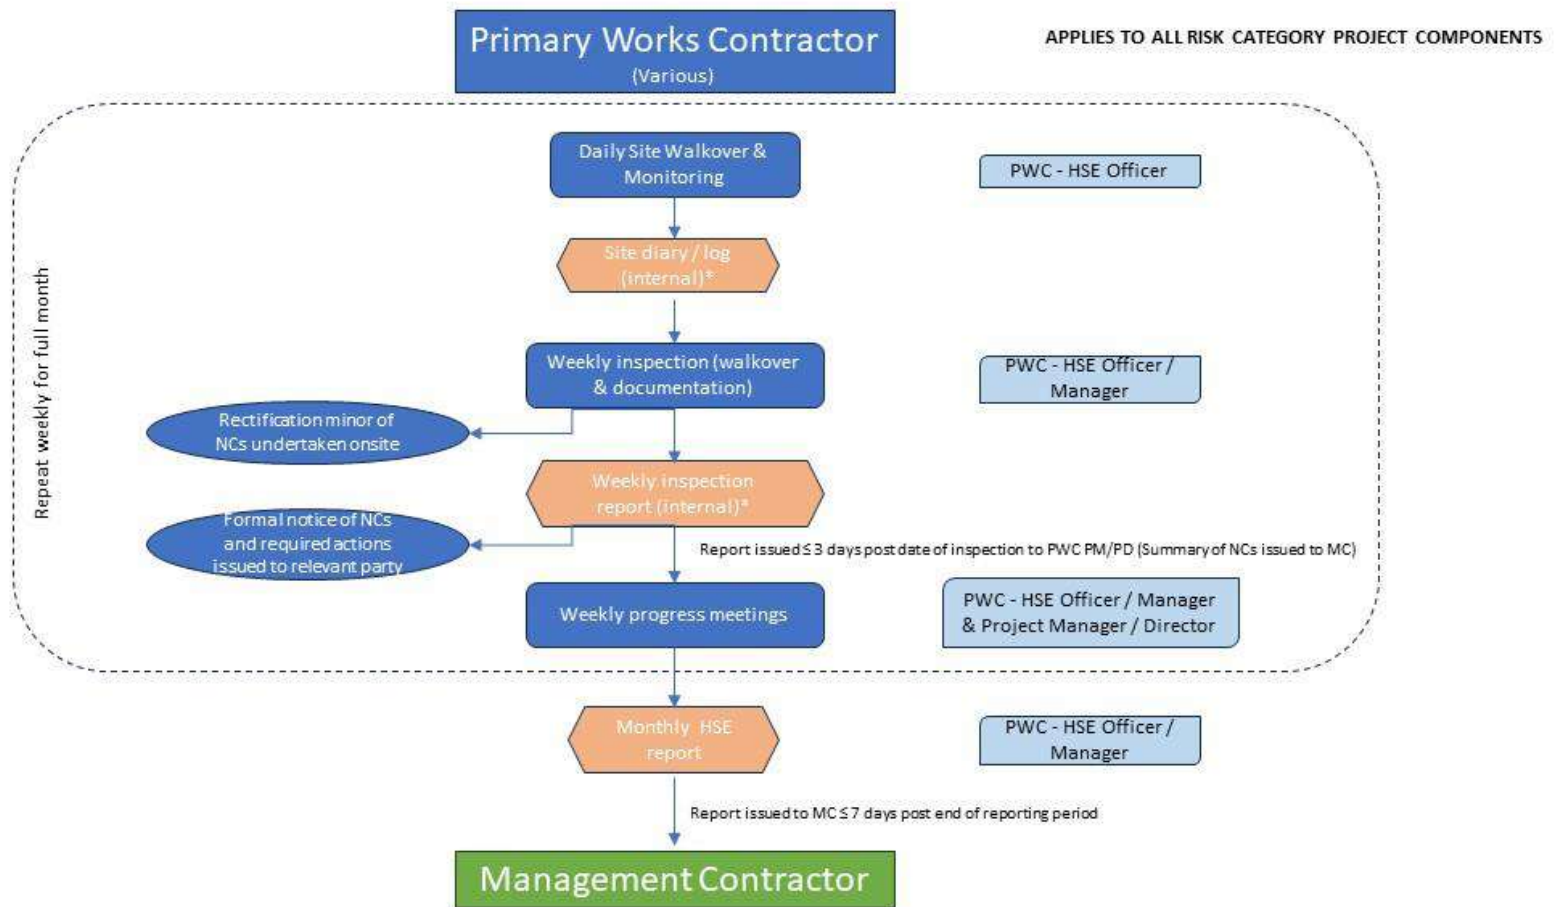 Primary Works Contractor
(Various)
APPLIES TO ALL RISK CATEGORY PROJECT COMPONENTS
Repeat weekly for full month
Daily Site Walkover &
Monitoring
PWC - HSE Officer
Site diary / log
(internal)*
Weekly inspection (walkover
& documentation)
PWC - HSE Officer /
Manager
Rectification minor of
NCs undertaken onsite
Weekly inspection
report (internal)*
Formal notice of NCs
and required actions
issued to relevant party
Report issued ≤ 3 days post date of inspection to PWC PM/PD (Summary of NCs issued to MC)
Weekly progress meetings
PWC - HSE Officer / Manager
& Project Manager / Director
Monthly HSE
report
PWC - HSE Officer /
Manager
Report issued to MC ≤ 7 days post end of reporting period
Management Contractor